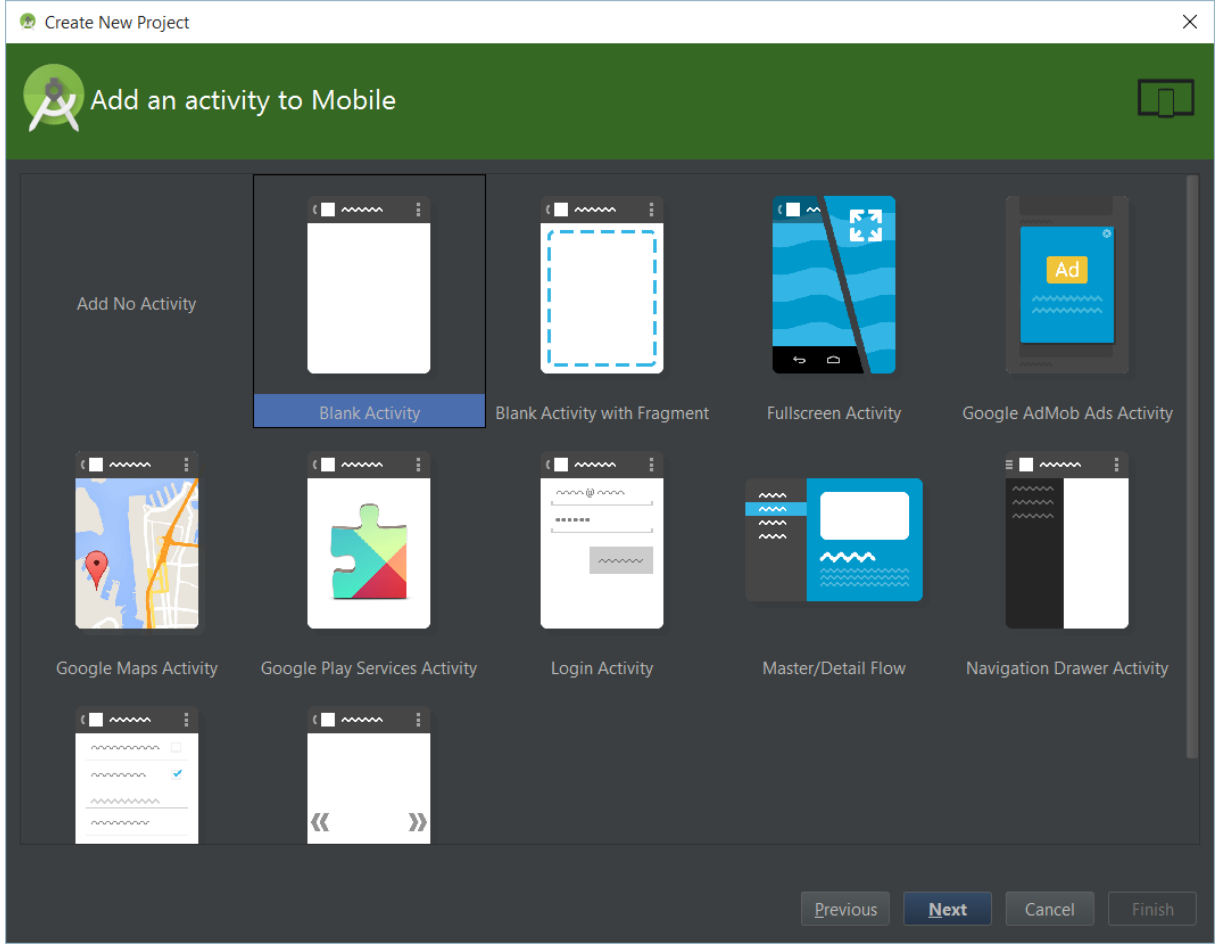 Create New Project
Add an activity to Mobile
Add No Activity
Blank Activity
Blank Activity with Fragment
Fullscreen Activity
Ad
Google AdMob Ads Activity
Google Maps Activity
Google Play Services Activity
@
Login Activity
Master/Detail Flow
Navigation Drawer Activity
Previous
Next
Cancel
Finish